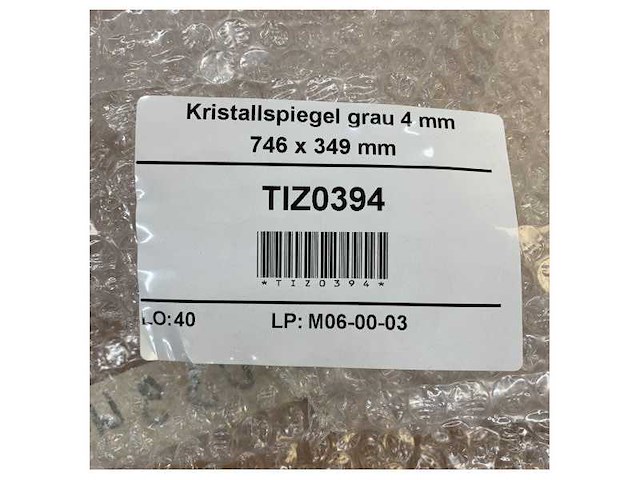 Kristallspiegel grau 4 mm
746 x 349 mm
TIZ0394
*TIZ0394*
LO:40 LP: M06-00-03